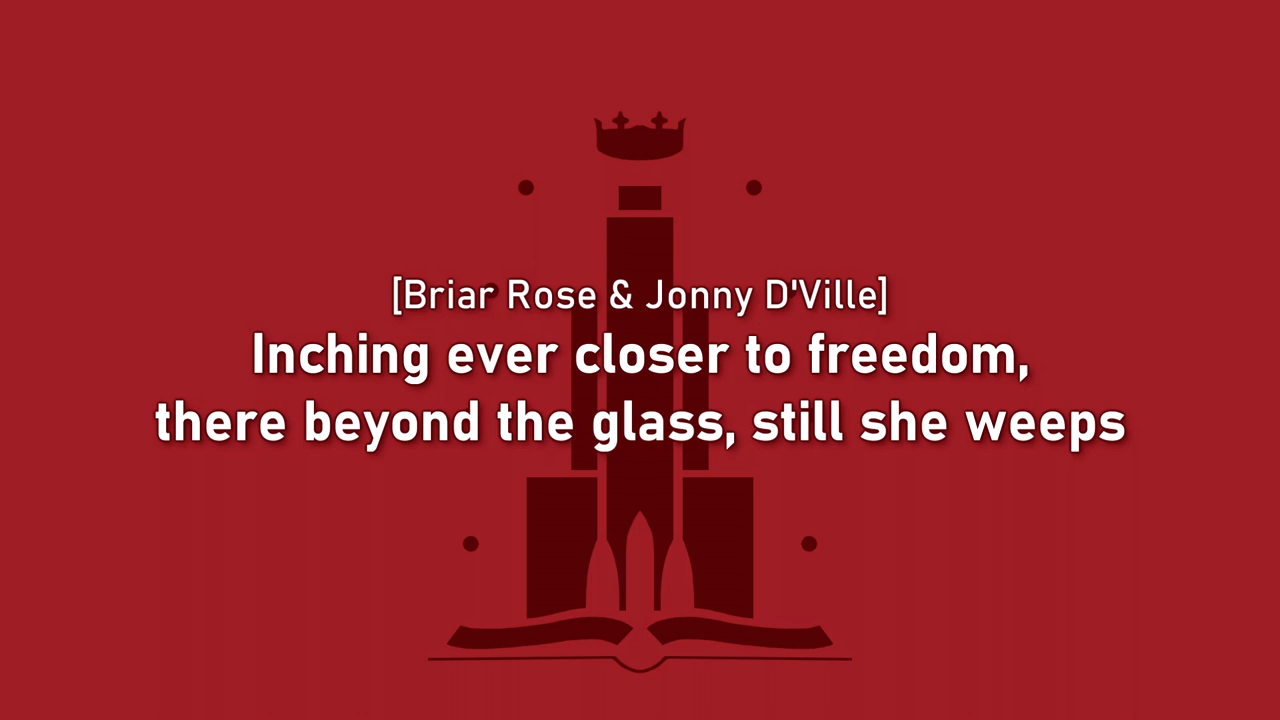 [Briar Rose & Jonny D'Ville]
Inching ever closer to freedom,
there beyond the glass, still she weeps